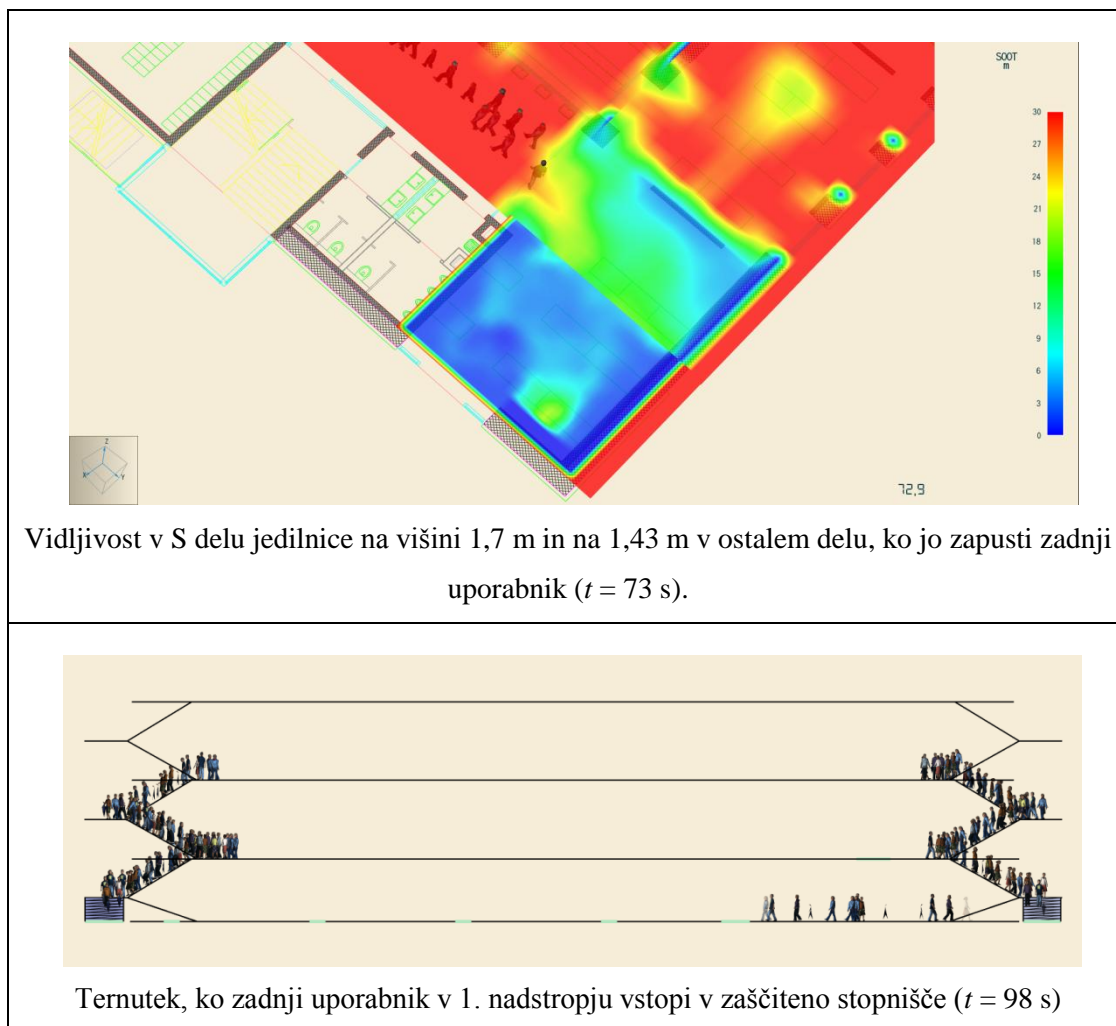 SOOT
m
30
27
24
21
18
15
12
9
6
3
0
Z
X
Y
72,9
Vidljivost v S delu jedilnice na višini 1,7 m in na 1,43 m v ostalem delu, ko jo zapusti zadnji
uporabnik (t = 73 s).
Ternutek, ko zadnji uporabnik v 1. nadstropju vstopi v zaščiteno stopnišče (t = 98 s)